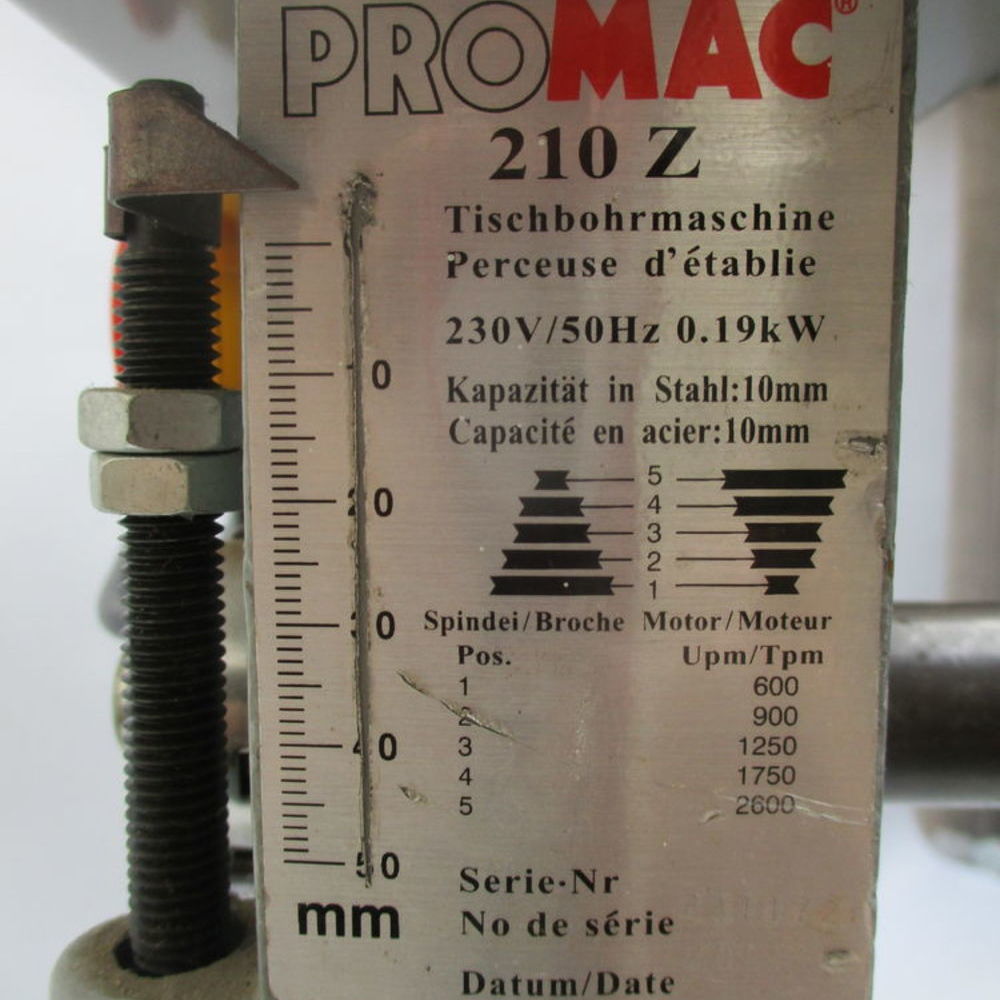 PROMAC®
210 Z
Tischbohrmaschine
Perceuse d'établie
230V/50Hz 0.19kW
Kapazität in Stahl:10mm
Capacité en acier:10mm
5
4
3
2
1
Spindei/Broche Motor/Moteur
Pos. Upm/Tpm
1 600
2 900
3 1250
4 1750
5 2600
Serie-Nr
No de série
Datum/Date
0
0
0
40
50
mm